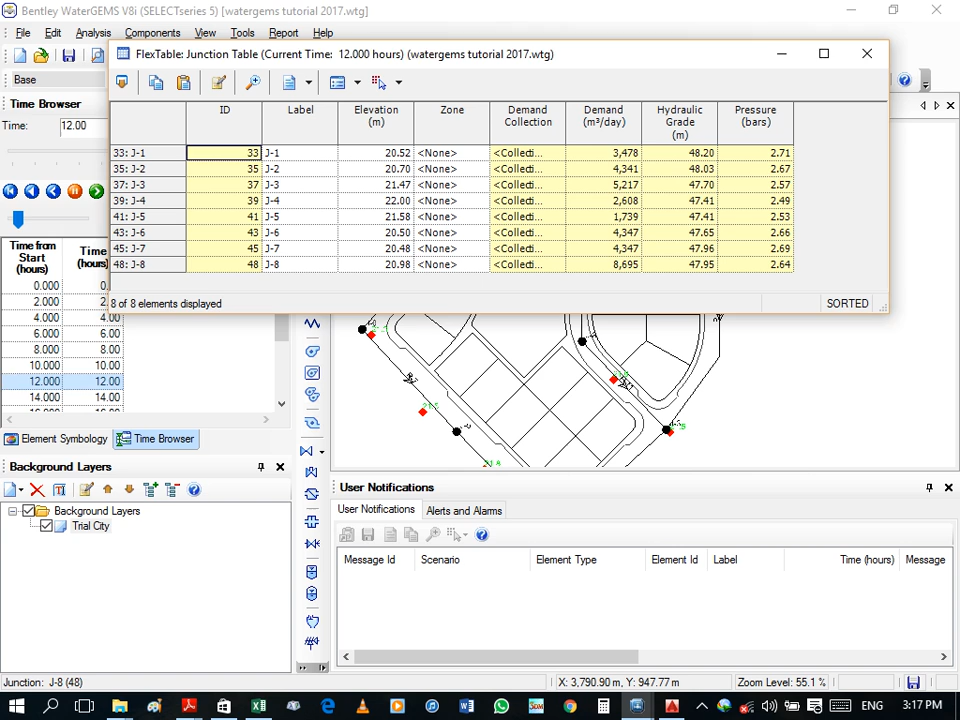 Bentley WaterGEMS V8i (SELECTseries 5) [watergems tutorial 2017.wtg]
File Edit Analysis Components View Tools Report Help
FlexTable: Junction Table (Current Time: 12.000 hours) (watergems tutorial 2017.wtg)
Base
Time Browser
Time: 12.00
ID Label Elevation (m) Zone Demand Collection Demand (m³/day) Hydraulic Grade (m) Pressure (bars)
33: J-1 33 J-1 20.52 <None> <Collecti... 3,478 48.20 2.71
35: J-2 35 J-2 20.70 <None> <Collecti... 4,341 48.03 2.67
37: J-3 37 J-3 21.47 <None> <Collecti... 5,217 47.70 2.57
39: J-4 39 J-4 22.00 <None> <Collecti... 2,608 47.41 2.49
41: J-5 41 J-5 21.58 <None> <Collecti... 1,739 47.41 2.53
43: J-6 43 J-6 20.50 <None> <Collecti... 4,347 47.65 2.66
45: J-7 45 J-7 20.48 <None> <Collecti... 4,347 47.96 2.69
48: J-8 48 J-8 20.98 <None> <Collecti... 8,695 47.95 2.64
8 of 8 elements displayed SORTED
Time from Start (hours) Time (hours)
0.000 0.
2.000 2.
4.000 4.
6.000 6.00
8.000 8.00
10.000 10.00
12.000 12.00
14.000 14.00
Element Symbology Time Browser
Background Layers
Background Layers
Trial City
User Notifications
User Notifications Alerts and Alarms
Message Id Scenario Element Type Element Id Label Time (hours) Message
Junction: J-8 (48) X: 3,790.90 m, Y: 947.77 m Zoom Level: 55.1 %
ENG 3:17 PM